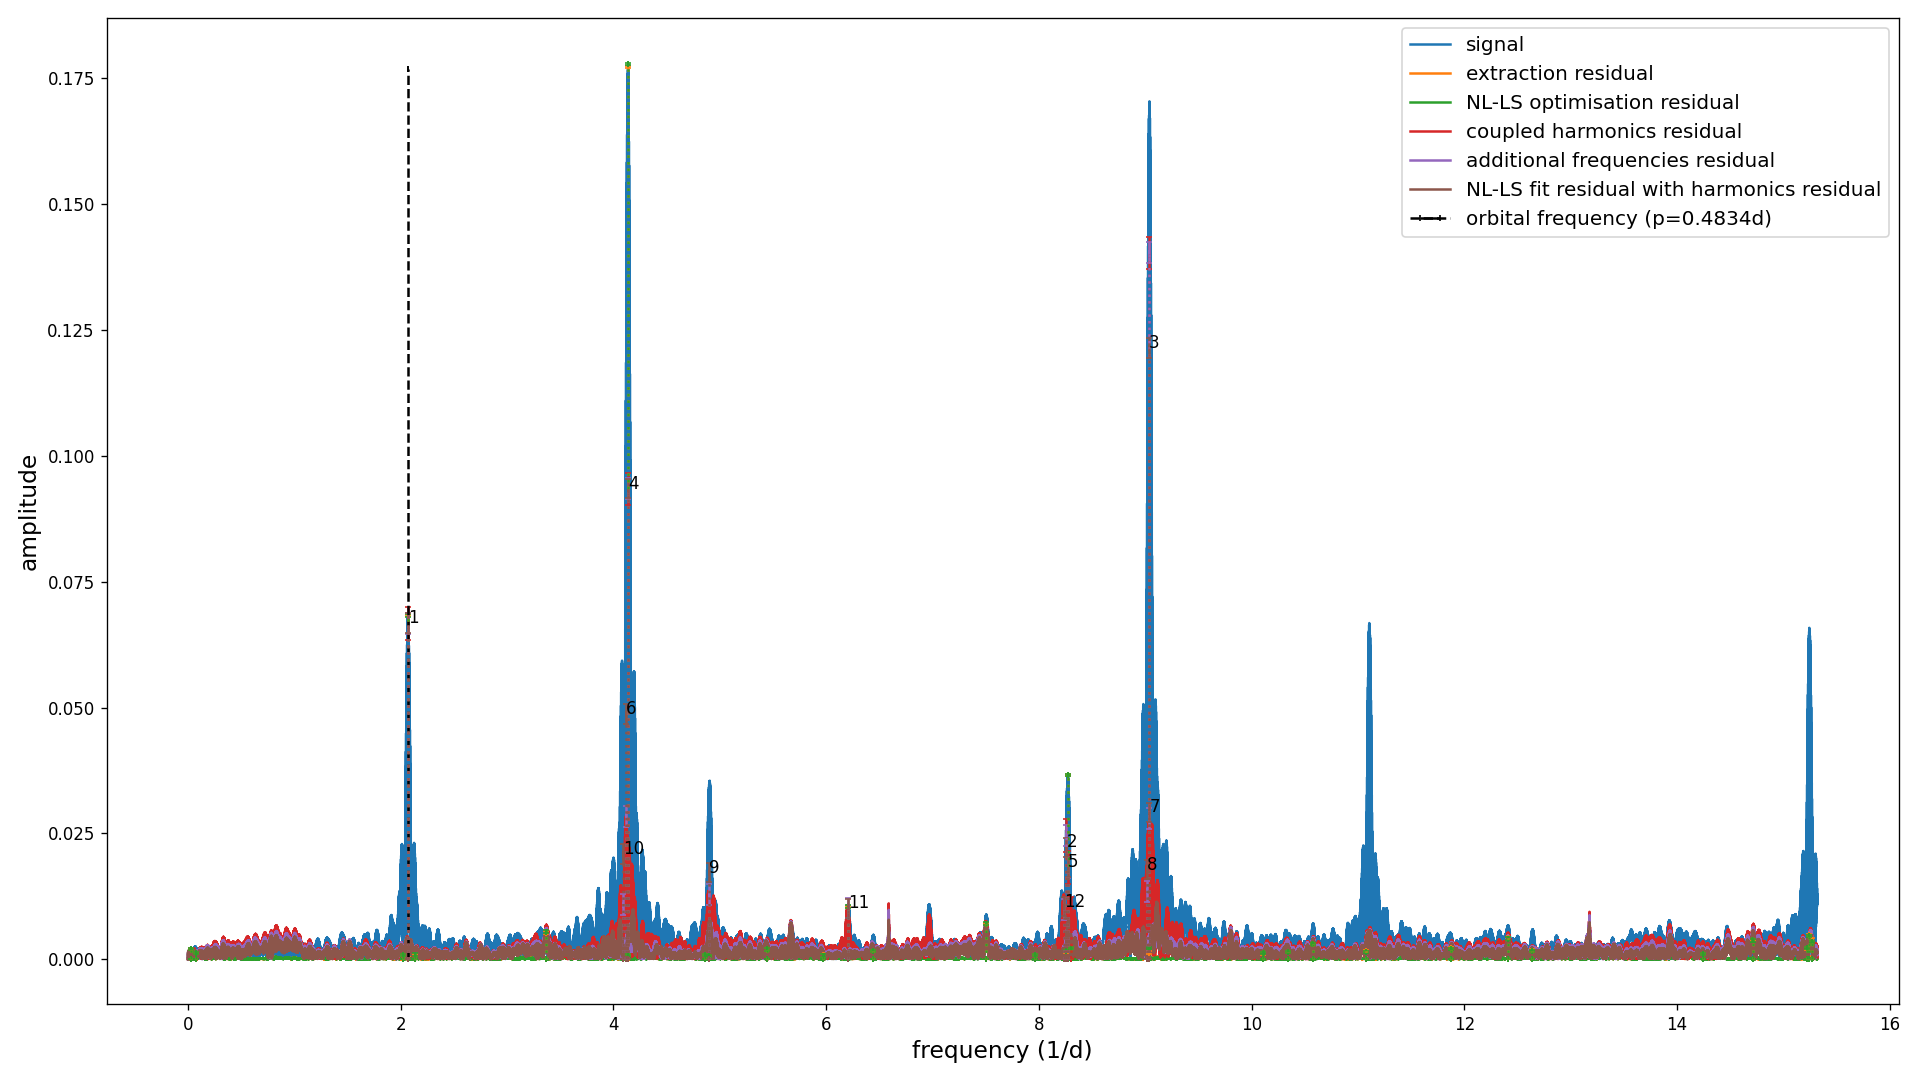 signal
extraction residual
NL-LS optimisation residual
coupled harmonics residual
additional frequencies residual
NL-LS fit residual with harmonics residual
orbital frequency (p=0.4834d)
amplitude
0.175
0.150
0.125
0.100
0.075
0.050
0.025
0.000
1
4
6
10
9
11
3
7
8
2
5
12
0 2 4 6 8 10 12 14 16
frequency (1/d)